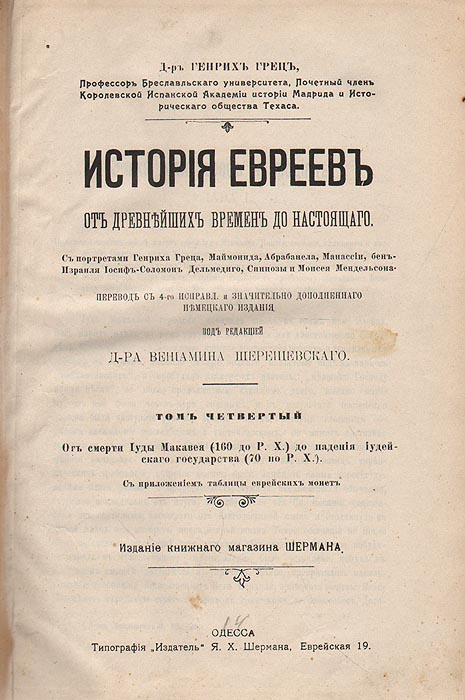 Д-ръ ГЕНРИХЪ ГРЕЦЪ,
Профессоръ Бреславльскаго университета, Почетный членъ
Королевской Испанской Академіи исторіи Мадрида и Исто-
рическаго общества Техаса.
ИСТОРІЯ ЕВРЕЕВЪ
ОТЪ ДРЕВНѢЙШИХЪ ВРЕМЕНЪ ДО НАСТОЯЩАГО.
Съ портретами Генриха Греца, Маймонида, Абрабанела, Манассіи, бенъ-
Израиля Іосифъ-Соломонъ Дельмедиго, Спинозы и Моисея Мендельсона
ПЕРЕВОДЪ СЪ 4-го ИСПРАВЛ. и ЗНАЧИТЕЛЬНО ДОПОЛНЕННАГО
НѢМЕЦКАГО ИЗДАНІЯ
ПОДЪ РЕДАКЦІЕЙ
Д-РА ВЕНІАМИНА ШЕРЕШЕВСКАГО.
ТОМЪ ЧЕТВЕРТЫЙ
Отъ смерти Іуды Макавея (160 до Р. Х.) до паденія іудей-
скаго государства (70 по Р. Х.).
Съ приложеніемъ таблицы еврейскихъ монетъ
Изданіе книжнаго магазина ШЕРМАНА
14
ОДЕССА
Типографія „Издатель" Я. Х. Шермана, Еврейская 19.